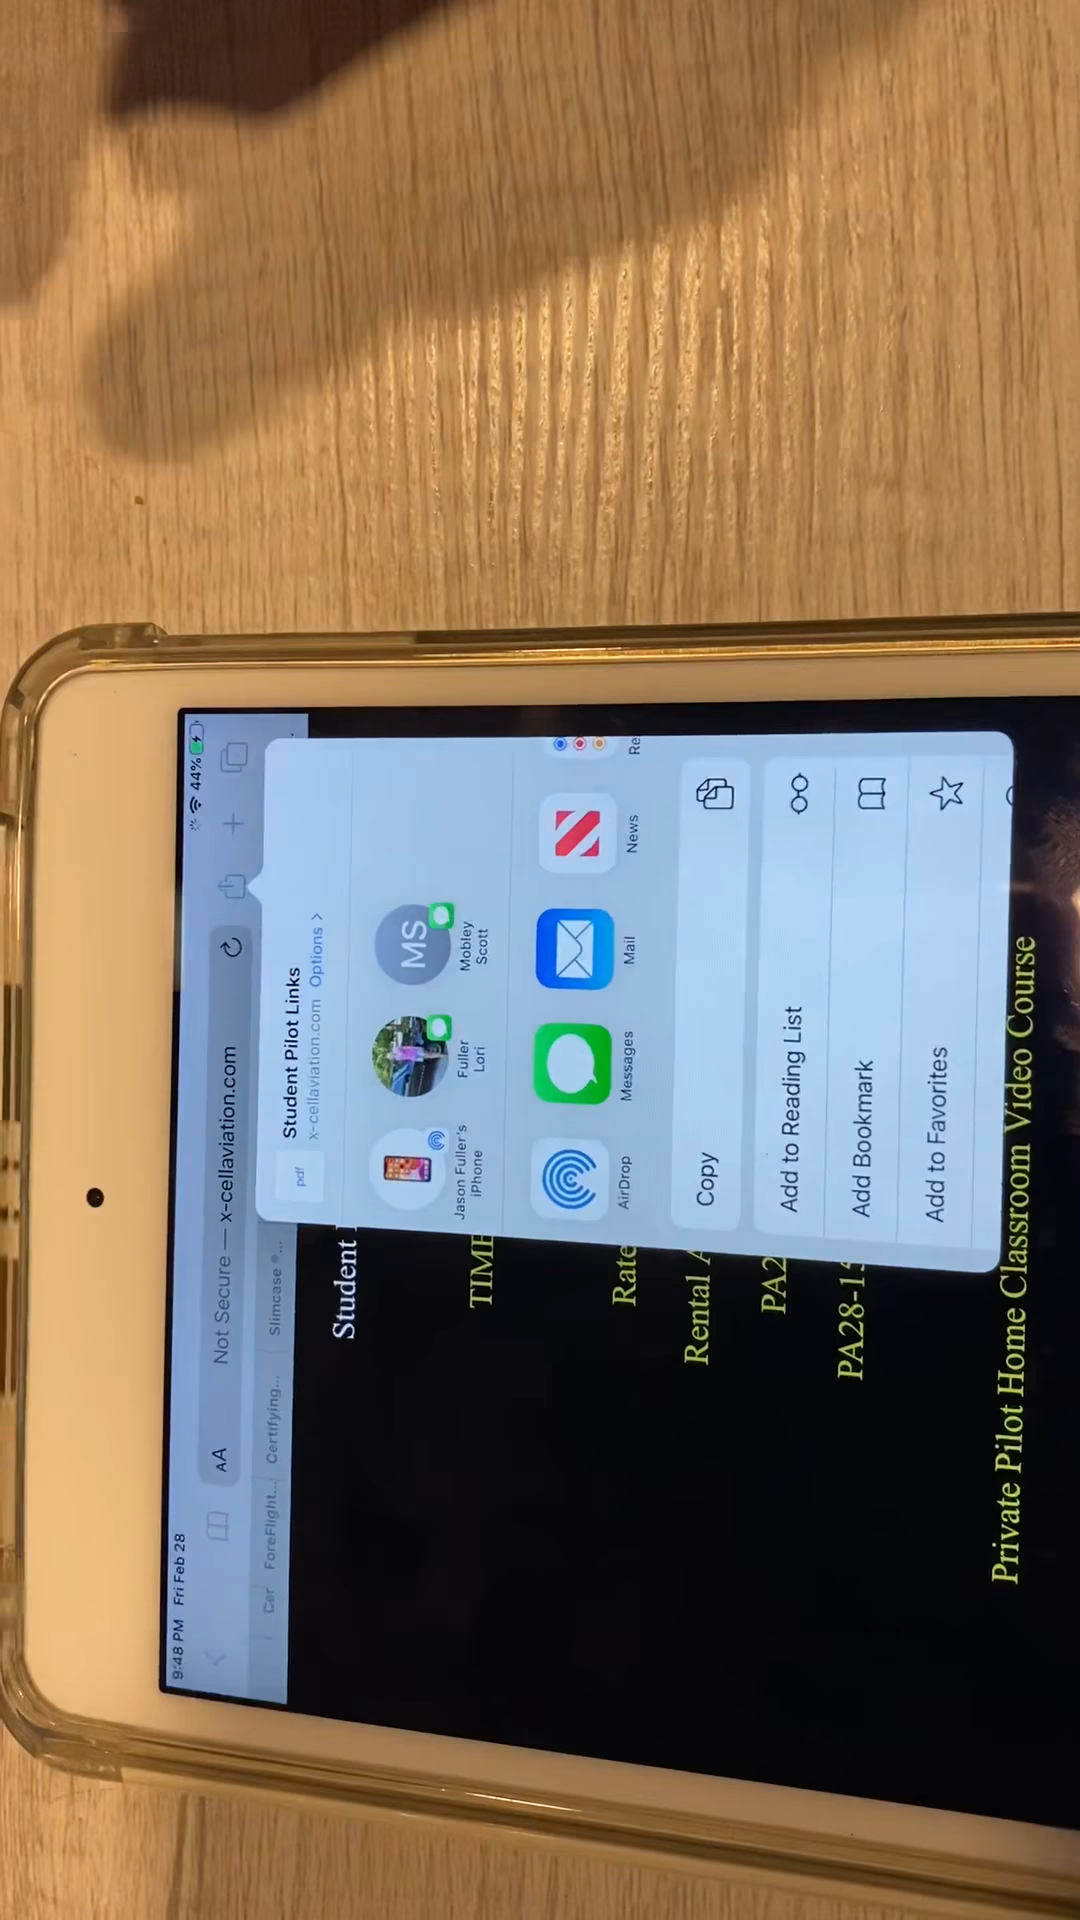 9:48 PM Fri Feb 28
44%
AA
Not Secure — x-cellaviation.com
ForeFlight...
Certifying...
Slimcase ®...
pdf
Student Pilot Links
x-cellaviation.com Options >
Jason Fuller's
iPhone
Fuller
Lori
MS
Mobley
Scott
AirDrop
Messages
Mail
News
Re
Copy
Add to Reading List
Add Bookmark
Add to Favorites
Student
TIME
Rate
Rental A
PA2
PA28-15
Private Pilot Home Classroom Video Course